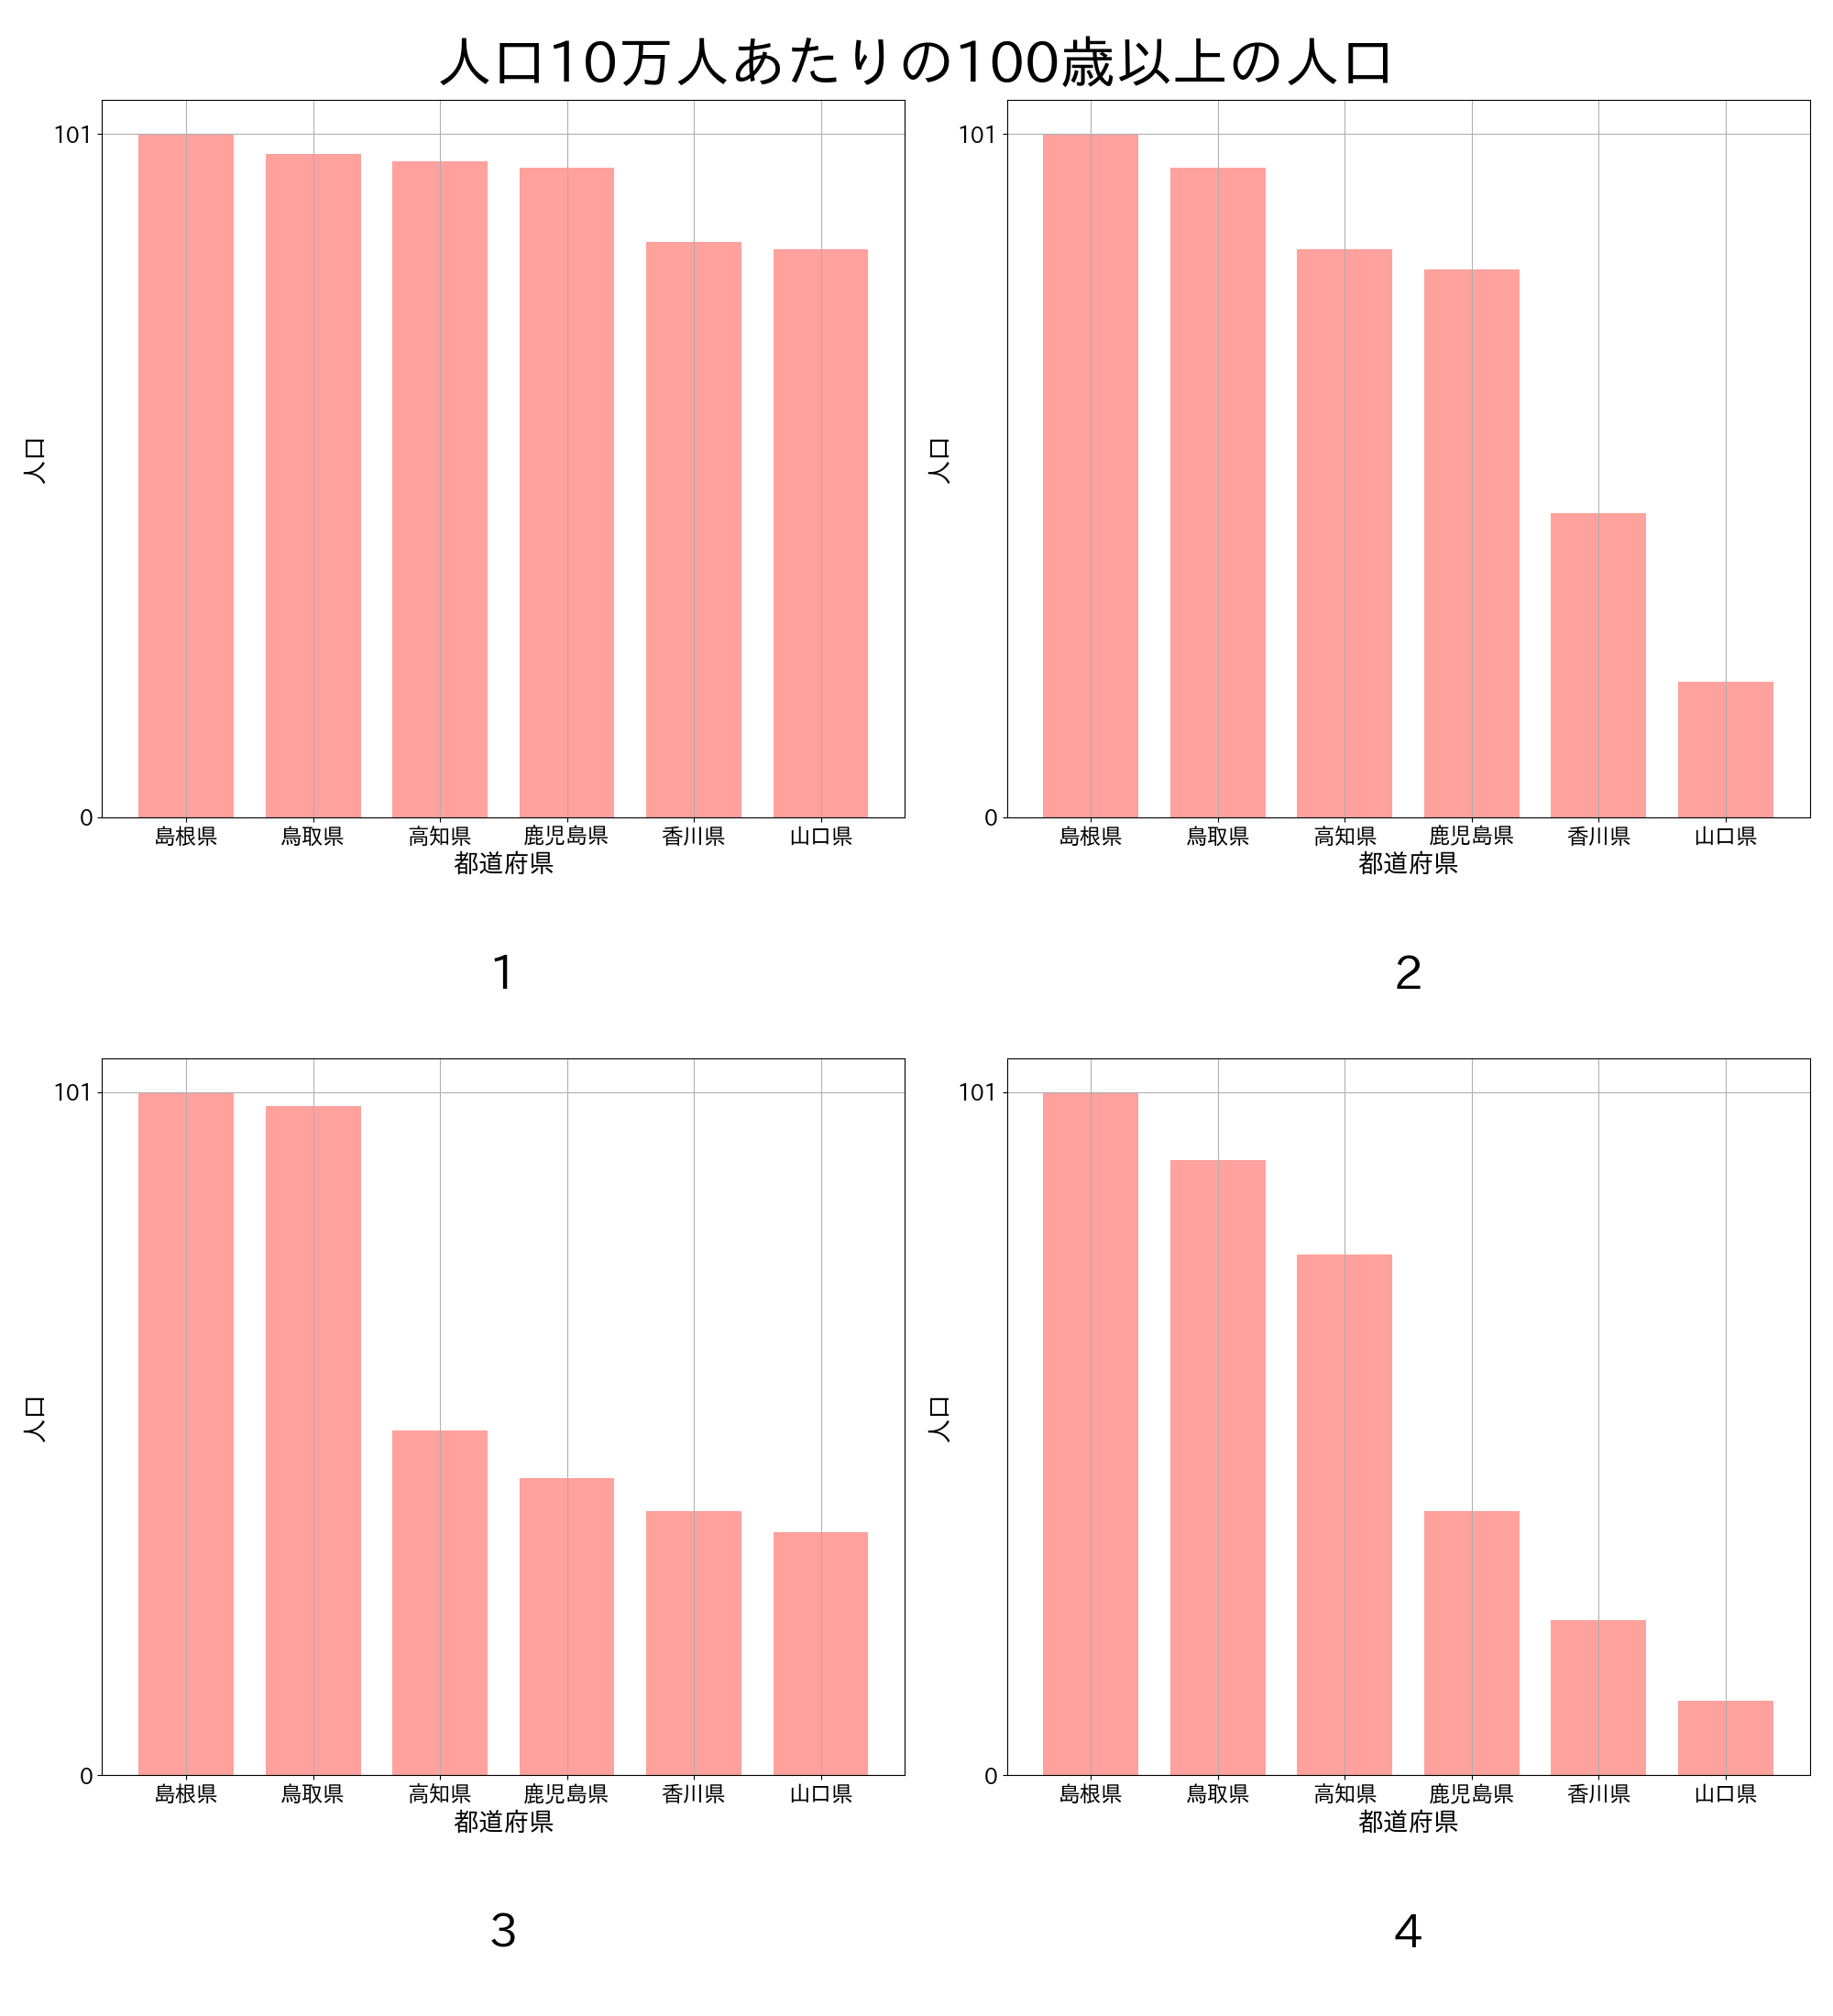 人口10万人あたりの100歳以上の人口
人口
101
0
島根県 鳥取県 高知県 鹿児島県 香川県 山口県
都道府県
1
人口
101
0
島根県 鳥取県 高知県 鹿児島県 香川県 山口県
都道府県
2
人口
101
0
島根県 鳥取県 高知県 鹿児島県 香川県 山口県
都道府県
3
人口
101
0
島根県 鳥取県 高知県 鹿児島県 香川県 山口県
都道府県
4